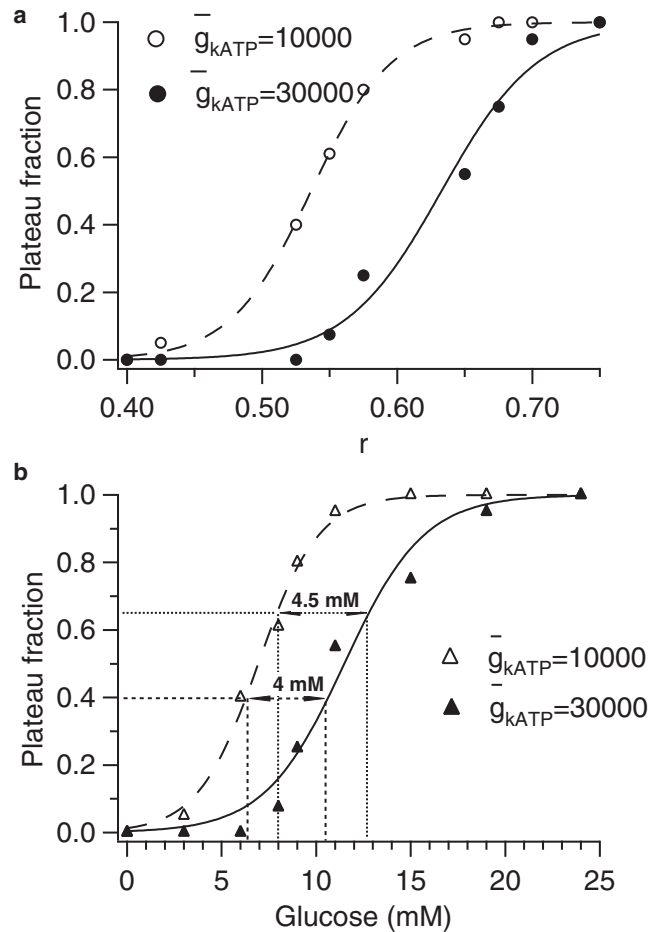 a
1.0
0.8
0.6
0.4
0.2
0.0
Plateau fraction
g̅kATP=10000
g̅kATP=30000
0.40
0.50
0.60
0.70
r
b
1.0
0.8
0.6
0.4
0.2
0.0
Plateau fraction
4.5 mM
4 mM
g̅kATP=10000
g̅kATP=30000
0
5
10
15
20
25
Glucose (mM)